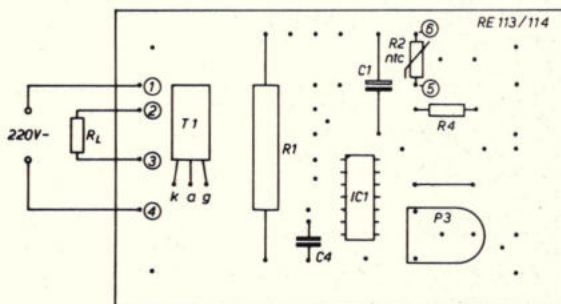 RE 113/114
⑥
R2
ntc
C1
⑤
①
②
T1
R4
220V~
RL
R1
③
k a g
IC1
④
P3
C4